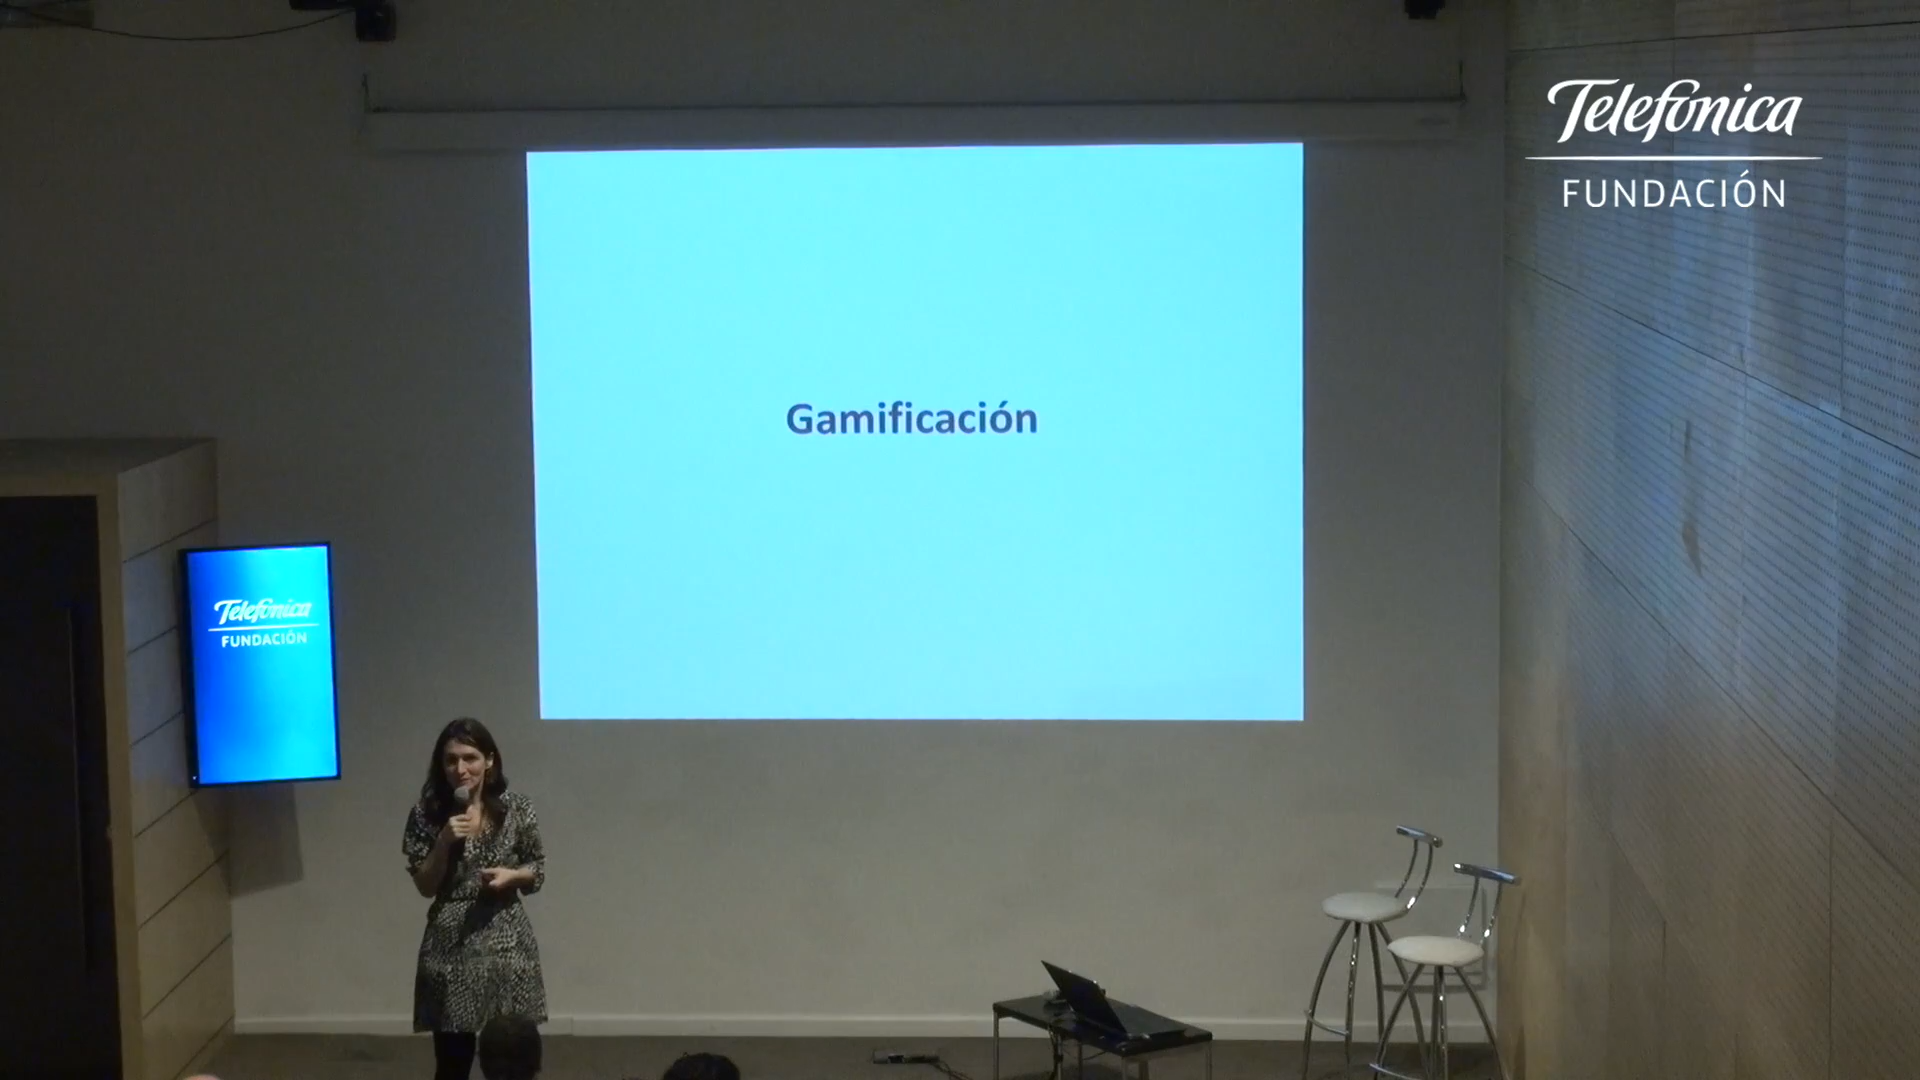 Telefónica
FUNDACIÓN
Gamificación
Telefónica
FUNDACIÓN